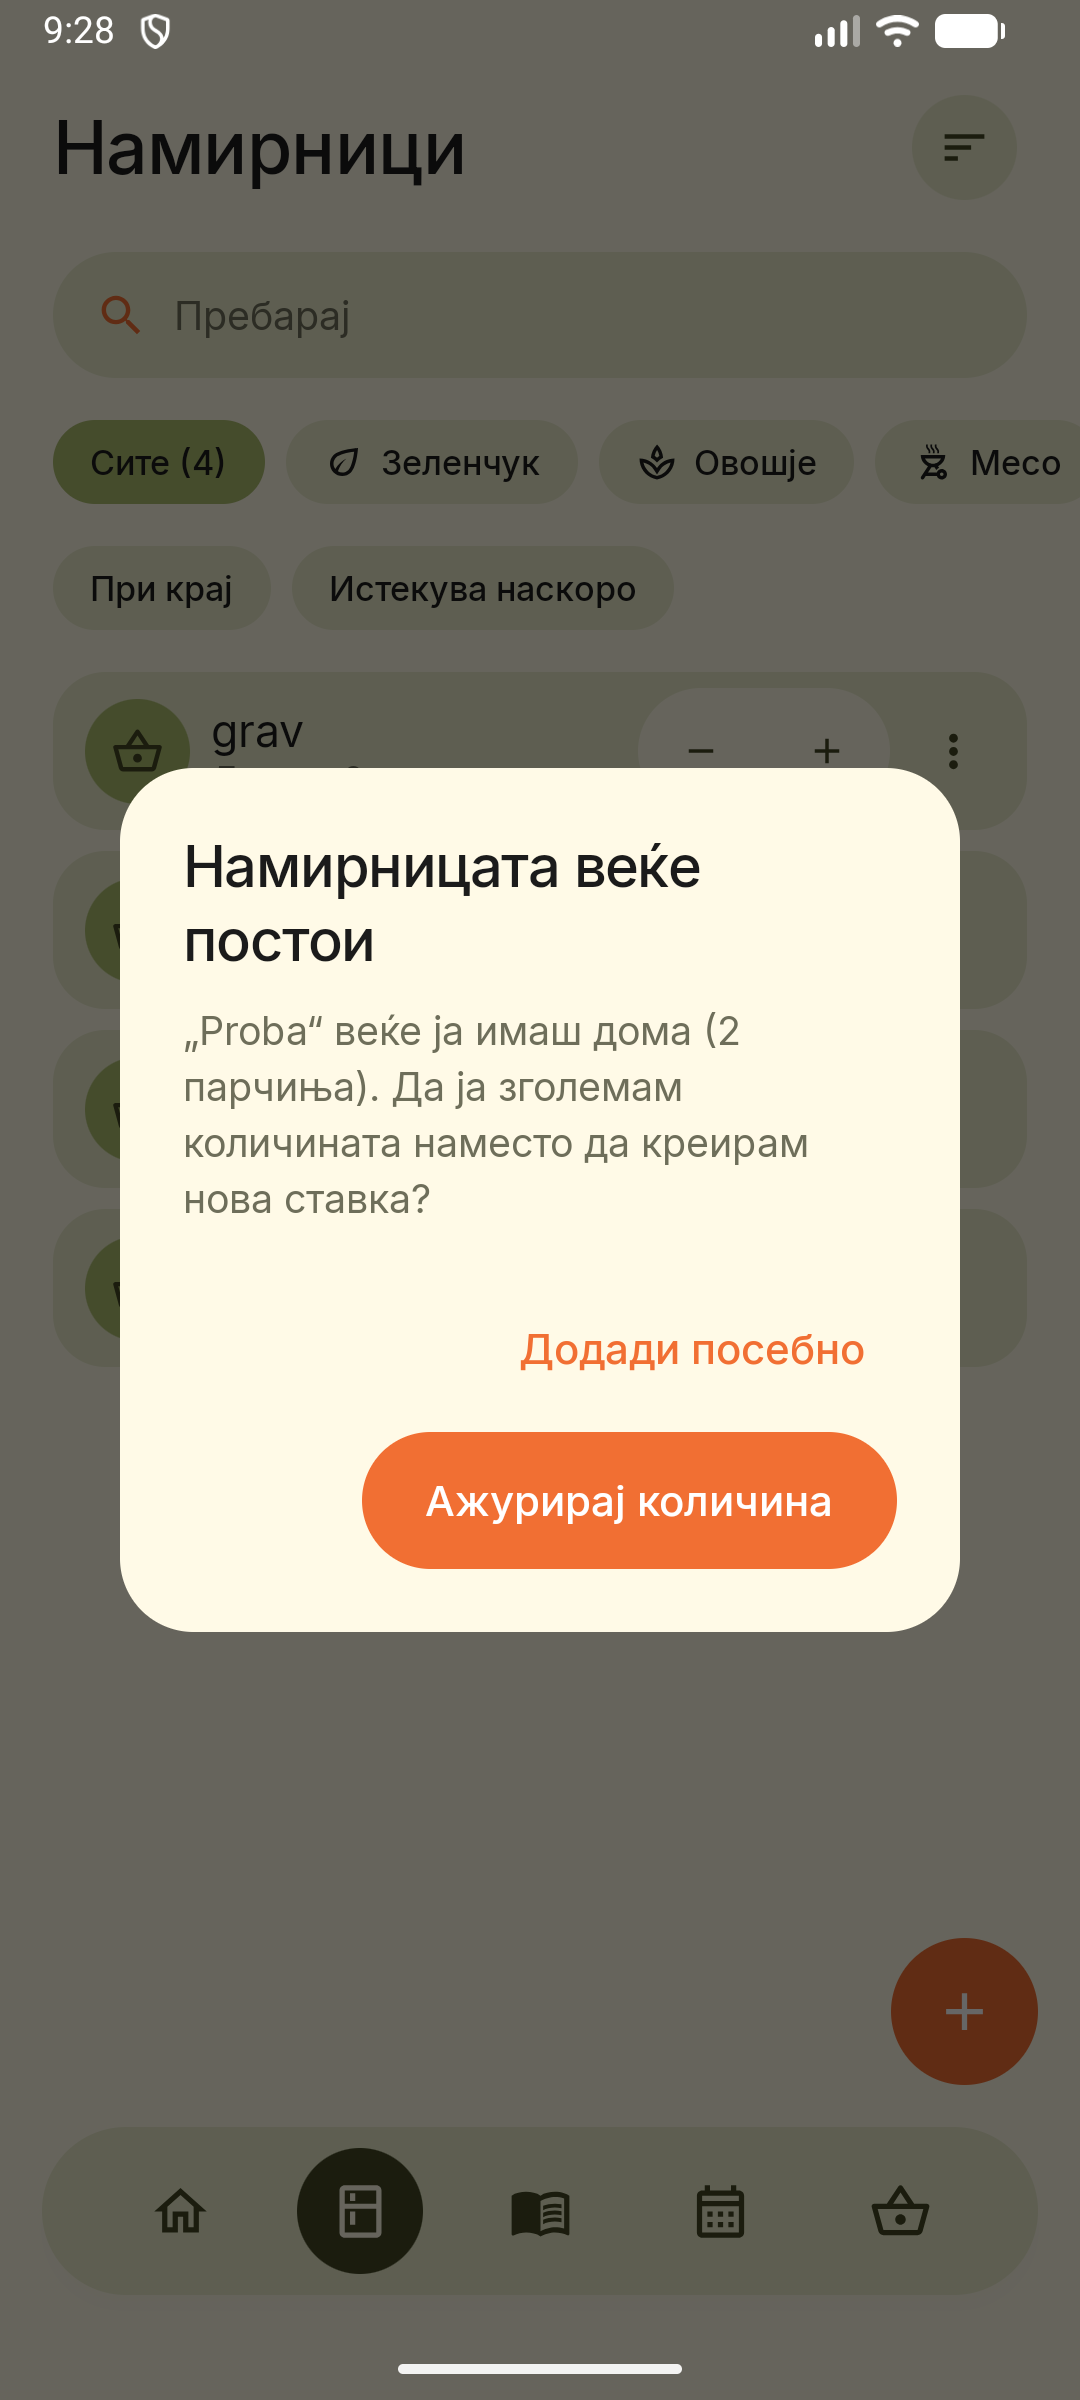 9:28
Намирници
Пребарај
Сите (4)
Зеленчук
Овошје
Месо
При крај
Истекува наскоро
grav
Намирницата веќе
постои
„Proba“ веќе ја имаш дома (2
парчиња). Да ја зголемам
количината наместо да креирам
нова ставка?
Додади посебно
Ажурирај количина